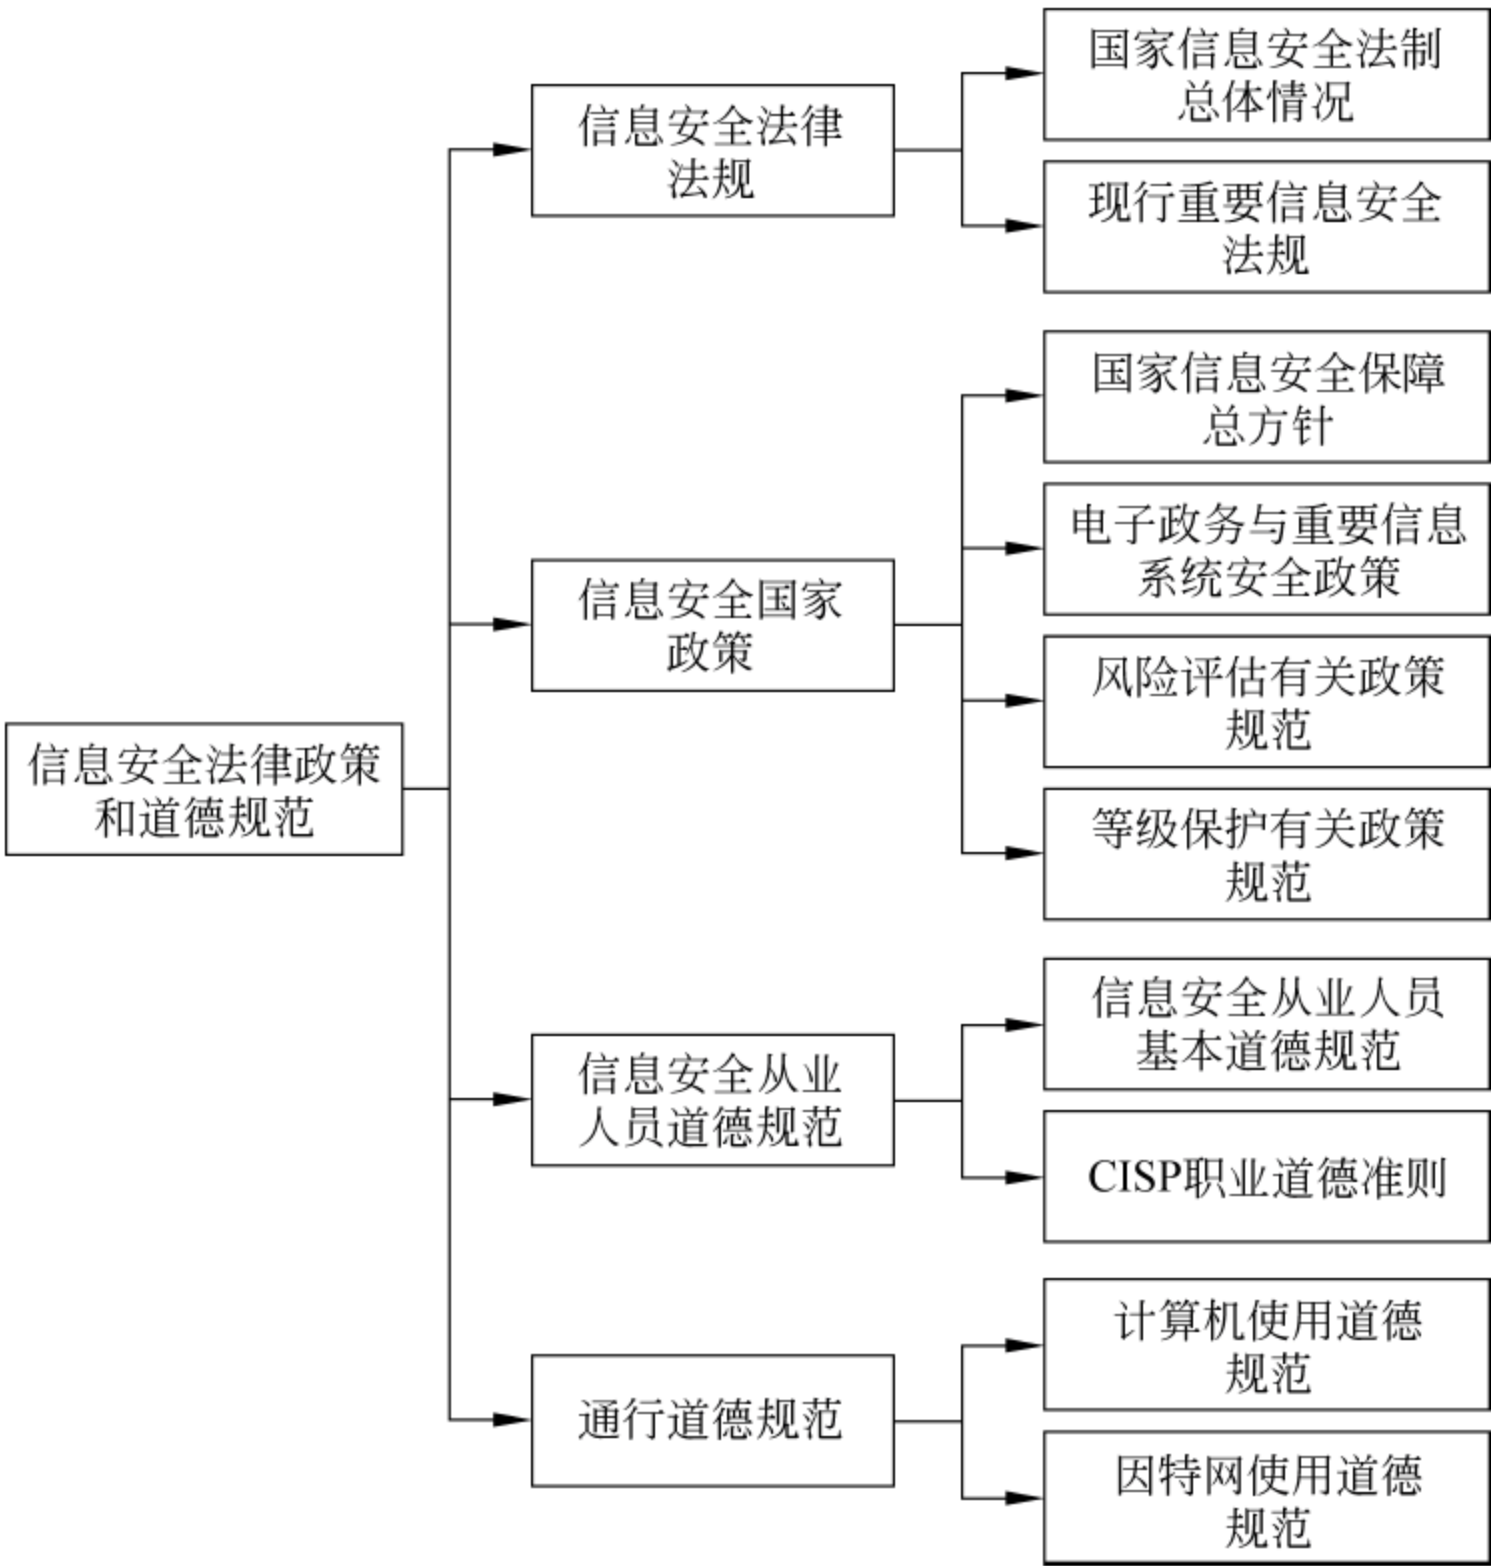 信息安全法律政策
和道德规范
信息安全法律
法规
国家信息安全法制
总体情况
现行重要信息安全
法规
信息安全国家
政策
国家信息安全保障
总方针
电子政务与重要信息
系统安全政策
风险评估有关政策
规范
等级保护有关政策
规范
信息安全从业
人员道德规范
信息安全从业人员
基本道德规范
CISP职业道德准则
通行道德规范
计算机使用道德
规范
因特网使用道德
规范